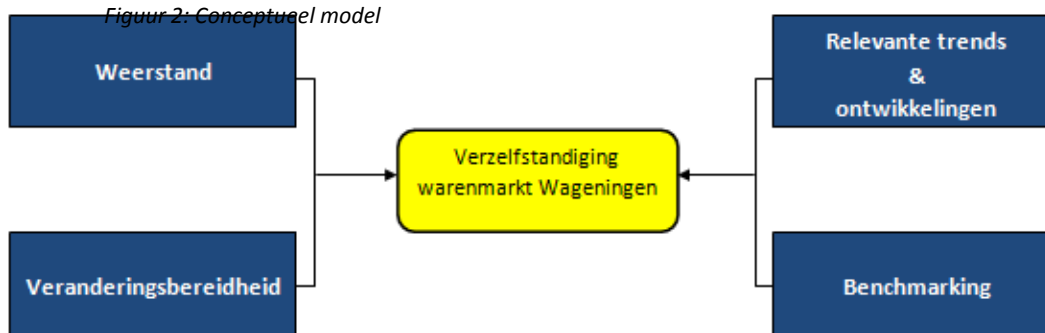 Figuur 2: Conceptueel model
Weerstand
Relevante trends
&
ontwikkelingen
Verzelfstandiging
warenmarkt Wageningen
Veranderingsbereidheid
Benchmarking